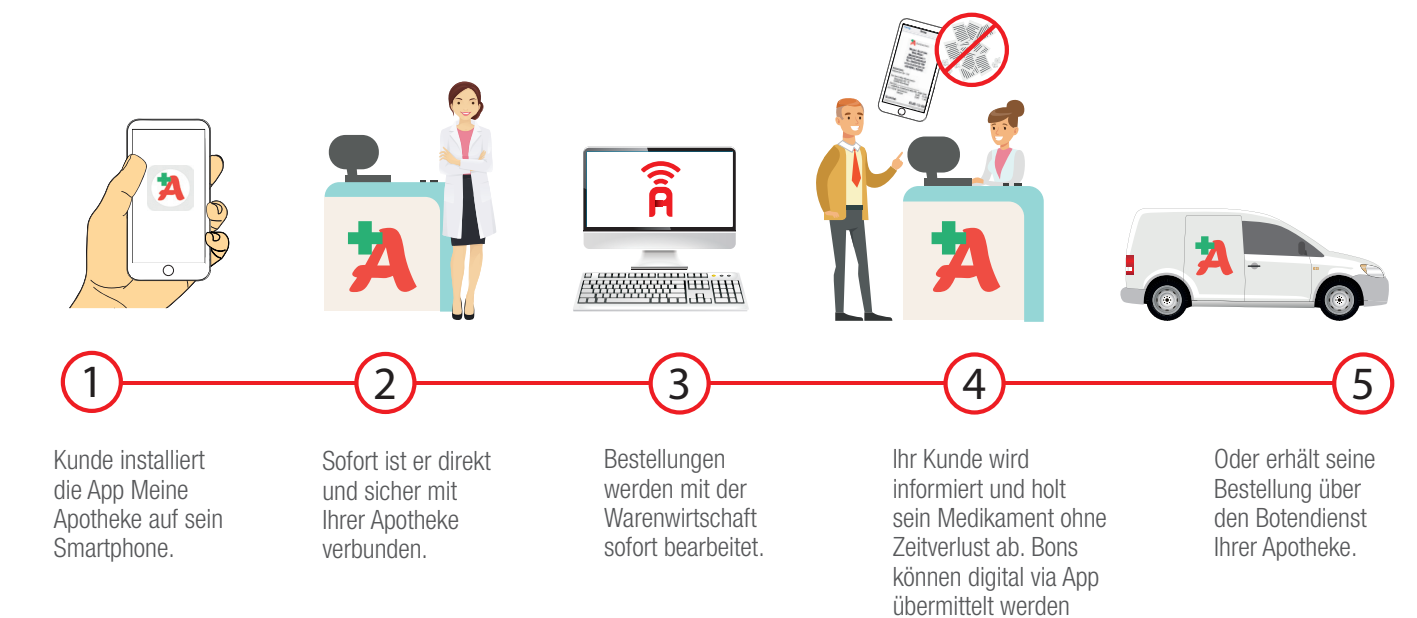 1
Kunde installiert
die App Meine
Apotheke auf sein
Smartphone.
2
Sofort ist er direkt
und sicher mit
Ihrer Apotheke
verbunden.
3
Bestellungen
werden mit der
Warenwirtschaft
sofort bearbeitet.
4
Ihr Kunde wird
informiert und holt
sein Medikament ohne
Zeitverlust ab. Bons
können digital via App
übermittelt werden
5
Oder erhält seine
Bestellung über
den Botendienst
Ihrer Apotheke.